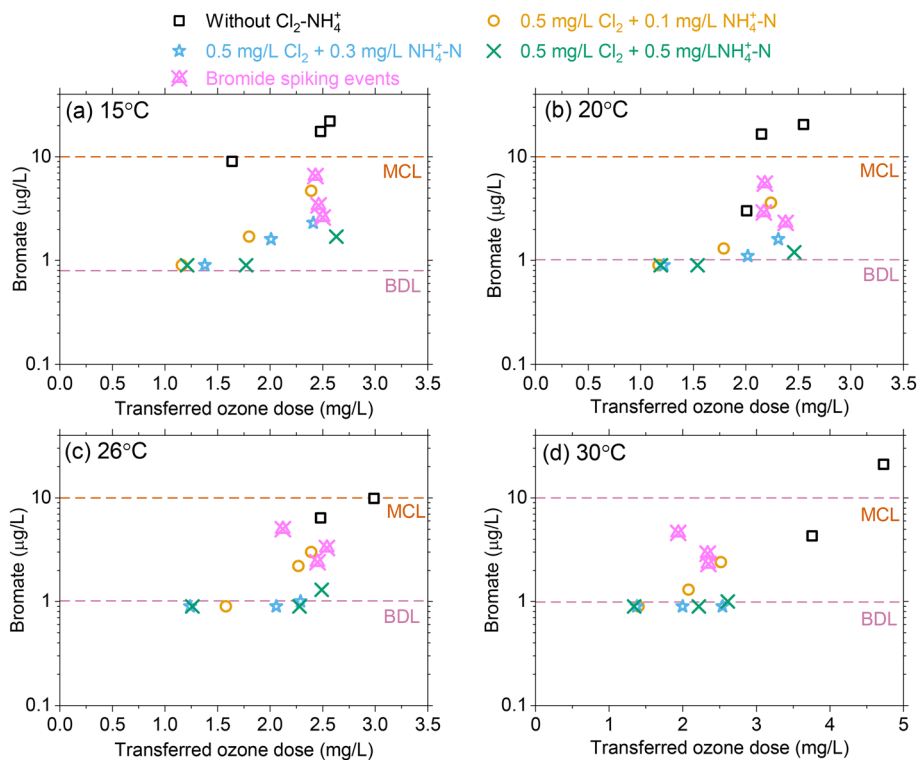 Without Cl₂-NH₄⁺
0.5 mg/L Cl₂ + 0.1 mg/L NH₄⁺-N
0.5 mg/L Cl₂ + 0.3 mg/L NH₄⁺-N
0.5 mg/L Cl₂ + 0.5 mg/LNH₄⁺-N
Bromide spiking events
(a) 15°C
MCL
BDL
10
1
0.1
Bromate (µg/L)
0.0 0.5 1.0 1.5 2.0 2.5 3.0 3.5
Transferred ozone dose (mg/L)
(b) 20°C
MCL
BDL
10
1
0.1
Bromate (µg/L)
0.0 0.5 1.0 1.5 2.0 2.5 3.0 3.5
Transferred ozone dose (mg/L)
(c) 26°C
MCL
BDL
10
1
0.1
Bromate (µg/L)
0.0 0.5 1.0 1.5 2.0 2.5 3.0 3.5
Transferred ozone dose (mg/L)
(d) 30°C
MCL
BDL
10
1
0.1
Bromate (µg/L)
0 1 2 3 4 5
Transferred ozone dose (mg/L)